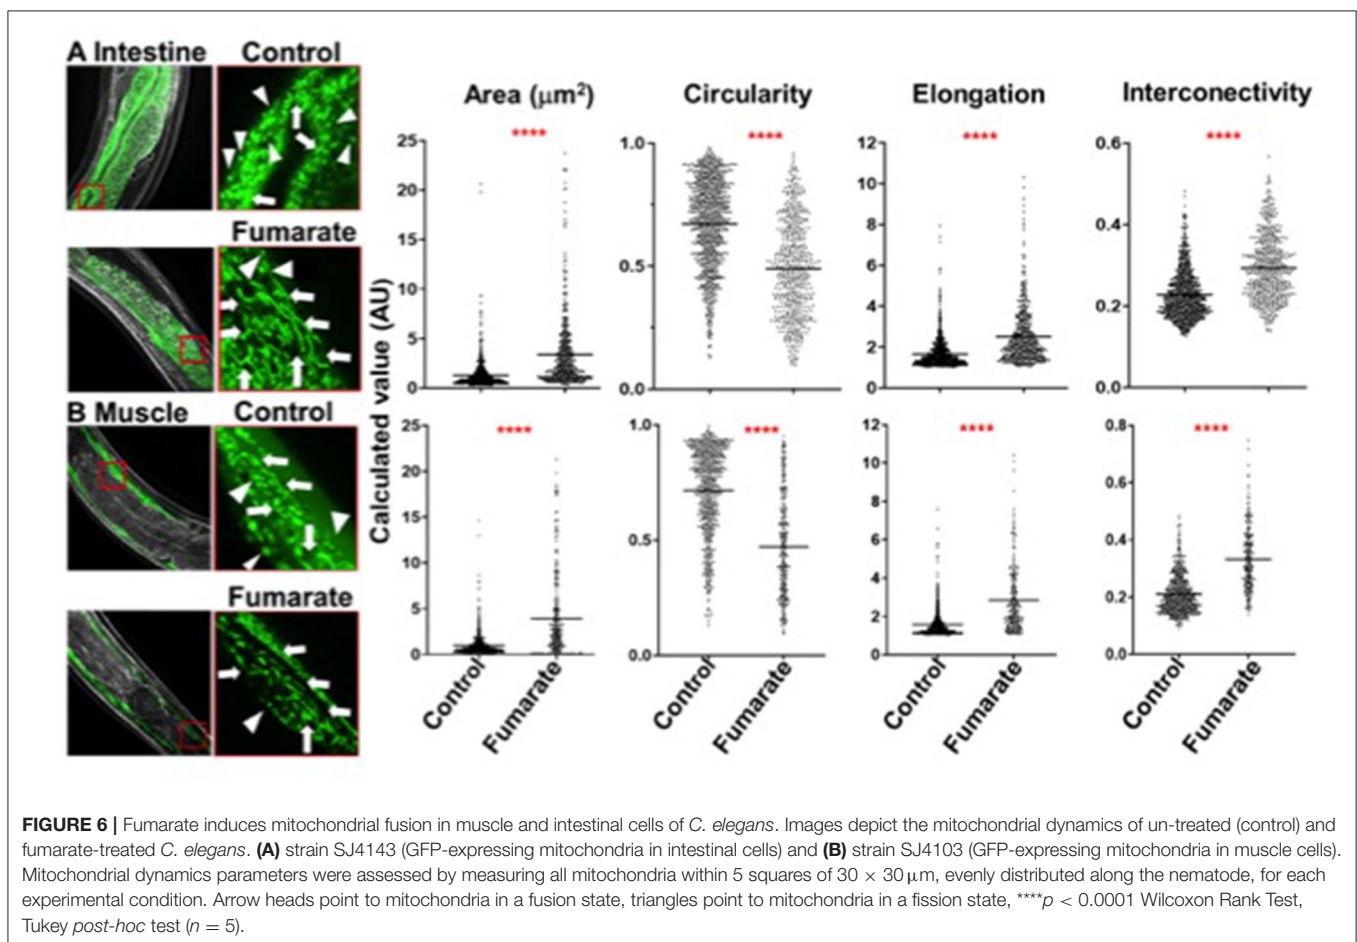 A Intestine
Control
Fumarate
B Muscle
Control
Fumarate
Calculated value (AU)
Area (μm²)
Circularity
Elongation
Interconectivity
****
****
****
****
25
20
15
10
5
0
1.0
0.5
0.0
12
10
8
6
4
2
0
0.6
0.4
0.2
0.0
****
****
****
****
25
20
15
10
5
0
1.0
0.5
0.0
12
10
8
6
4
2
0
0.8
0.6
0.4
0.2
0.0
Control
Fumarate
Control
Fumarate
Control
Fumarate
Control
Fumarate
FIGURE 6 | Fumarate induces mitochondrial fusion in muscle and intestinal cells of C. elegans. Images depict the mitochondrial dynamics of un-treated (control) and
fumarate-treated C. elegans. (A) strain SJ4143 (GFP-expressing mitochondria in intestinal cells) and (B) strain SJ4103 (GFP-expressing mitochondria in muscle cells).
Mitochondrial dynamics parameters were assessed by measuring all mitochondria within 5 squares of 30 × 30 μm, evenly distributed along the nematode, for each
experimental condition. Arrow heads point to mitochondria in a fusion state, triangles point to mitochondria in a fission state, ****p < 0.0001 Wilcoxon Rank Test,
Tukey post-hoc test (n = 5).